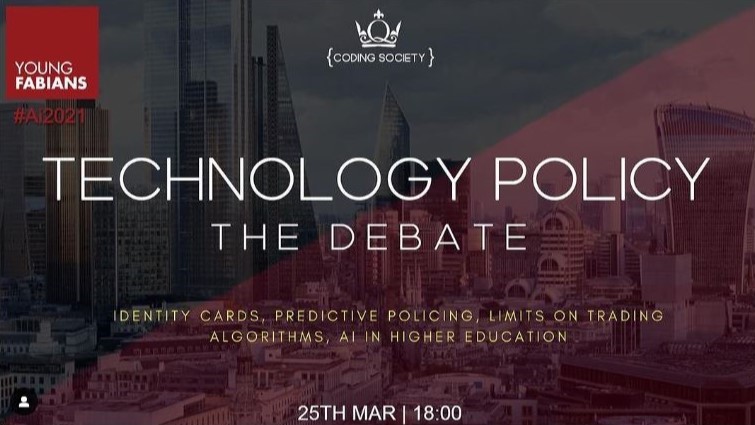 YOUNG
FABIANS
#Ai2021
{CODING SOCIETY}
TECHNOLOGY POLICY
THE DEBATE
IDENTITY CARDS, PREDICTIVE POLICING, LIMITS ON TRADING
ALGORITHMS, AI IN HIGHER EDUCATION
25TH MAR | 18:00